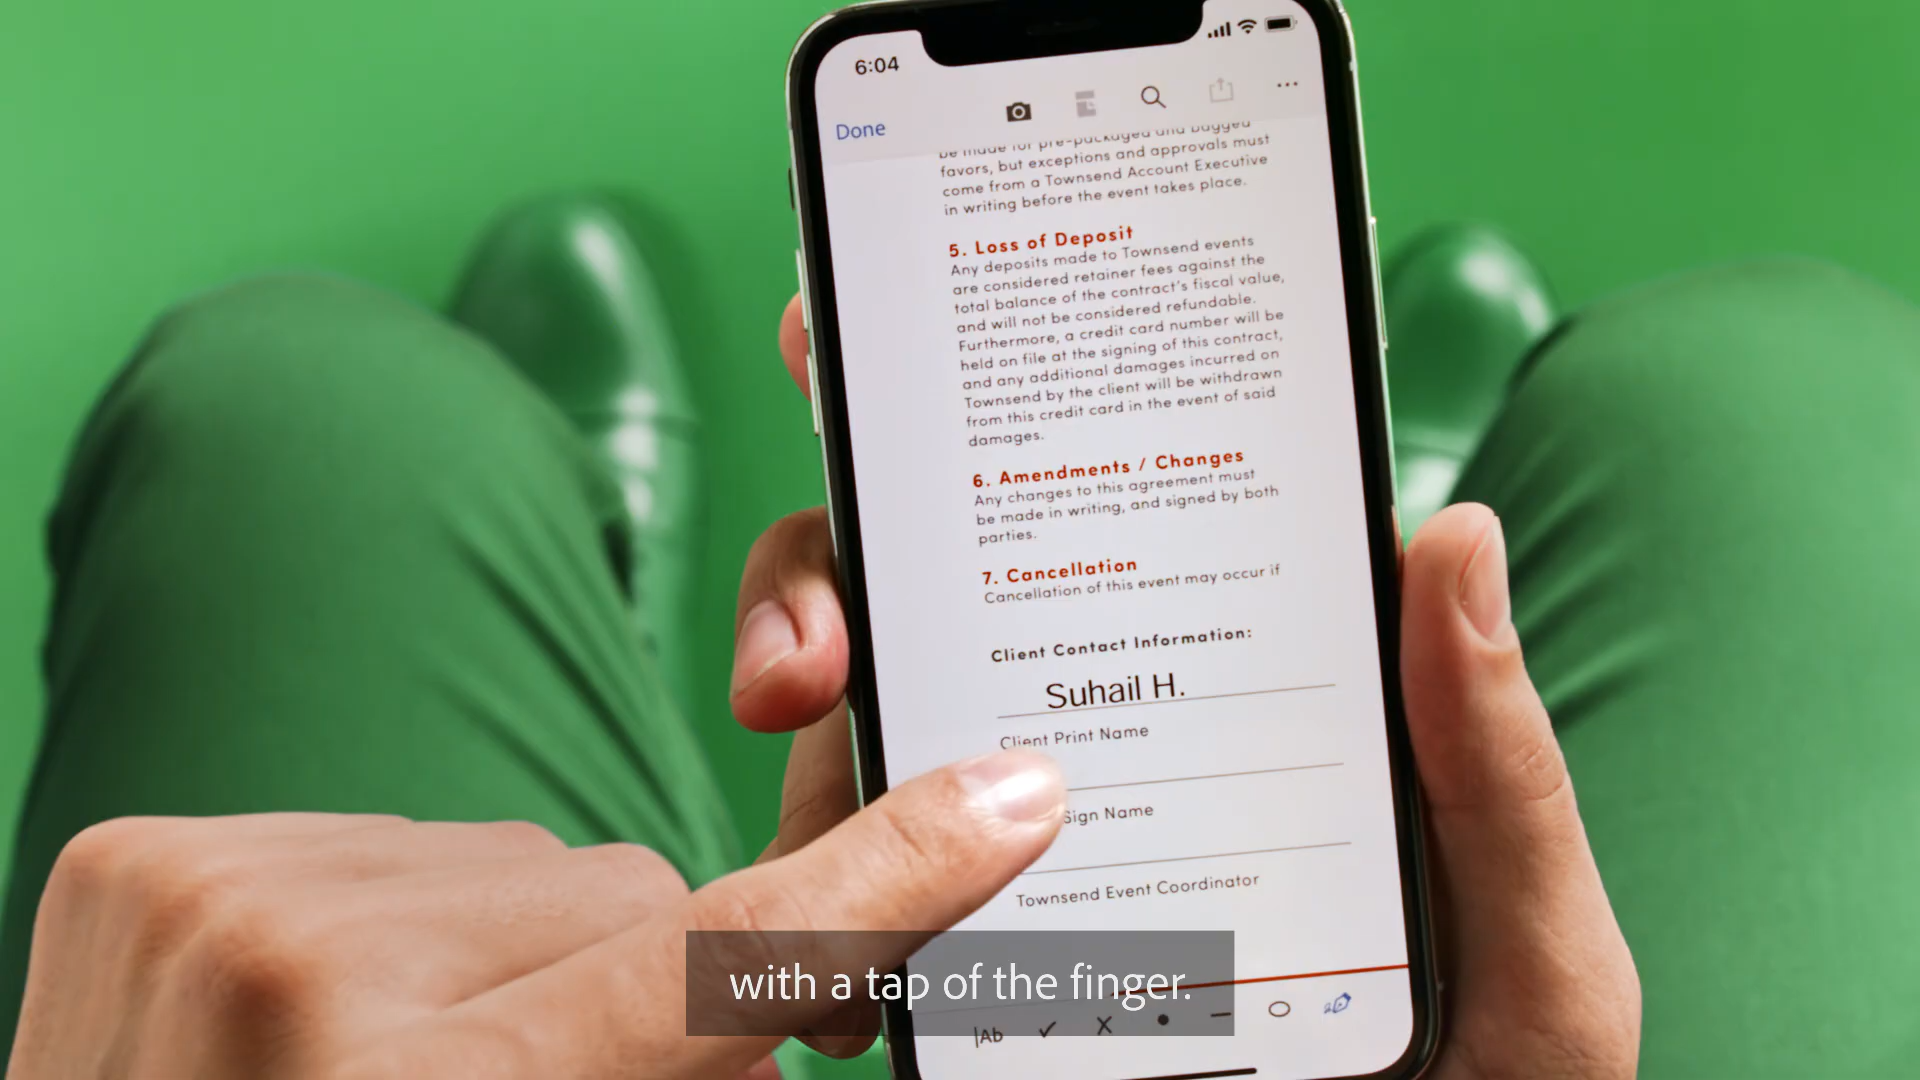 6:04
Done
be made for pre-packaged and bagged
favors, but exceptions and approvals must
come from a Townsend Account Executive
in writing before the event takes place.
5. Loss of Deposit
Any deposits made to Townsend events
are considered retainer fees against the
total balance of the contract's fiscal value,
and will not be considered refundable.
Furthermore, a credit card number will be
held on file at the signing of this contract,
and any additional damages incurred on
Townsend by the client will be withdrawn
from this credit card in the event of said
damages.
6. Amendments / Changes
Any changes to this agreement must
be made in writing, and signed by both
parties.
7. Cancellation
Cancellation of this event may occur if
Client Contact Information:
Suhail H.
Client Print Name
Sign Name
Townsend Event Coordinator
with a tap of the finger.
|Ab